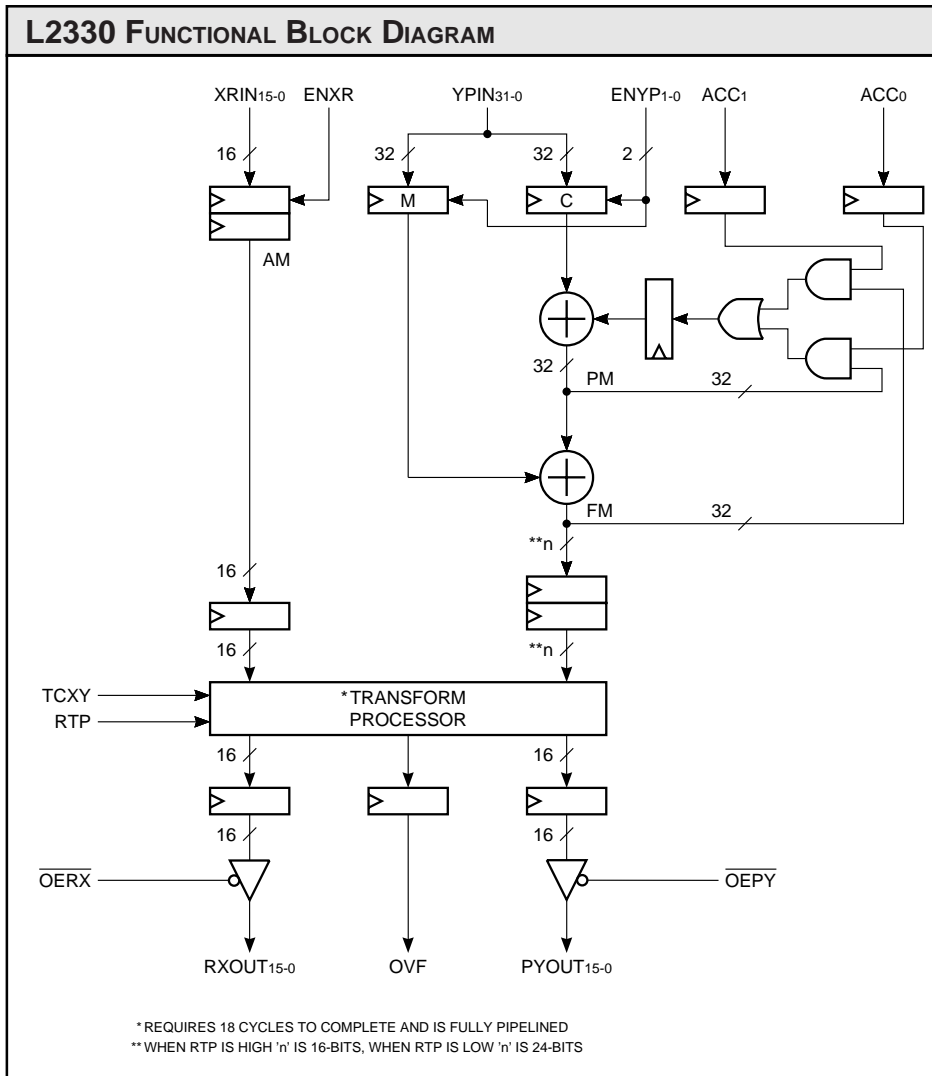 L2330 FUNCTIONAL BLOCK DIAGRAM
XRIN15-0 ENXR YPIN31-0 ENYP1-0 ACC1 ACC0
16 32 32 2
M C
AM
32 PM 32
FM 32
**n
16
16 **n
TCXY
RTP
*TRANSFORM
PROCESSOR
16 16
16 16
OERX OEPY
RXOUT15-0 OVF PYOUT15-0
* REQUIRES 18 CYCLES TO COMPLETE AND IS FULLY PIPELINED
** WHEN RTP IS HIGH 'n' IS 16-BITS, WHEN RTP IS LOW 'n' IS 24-BITS